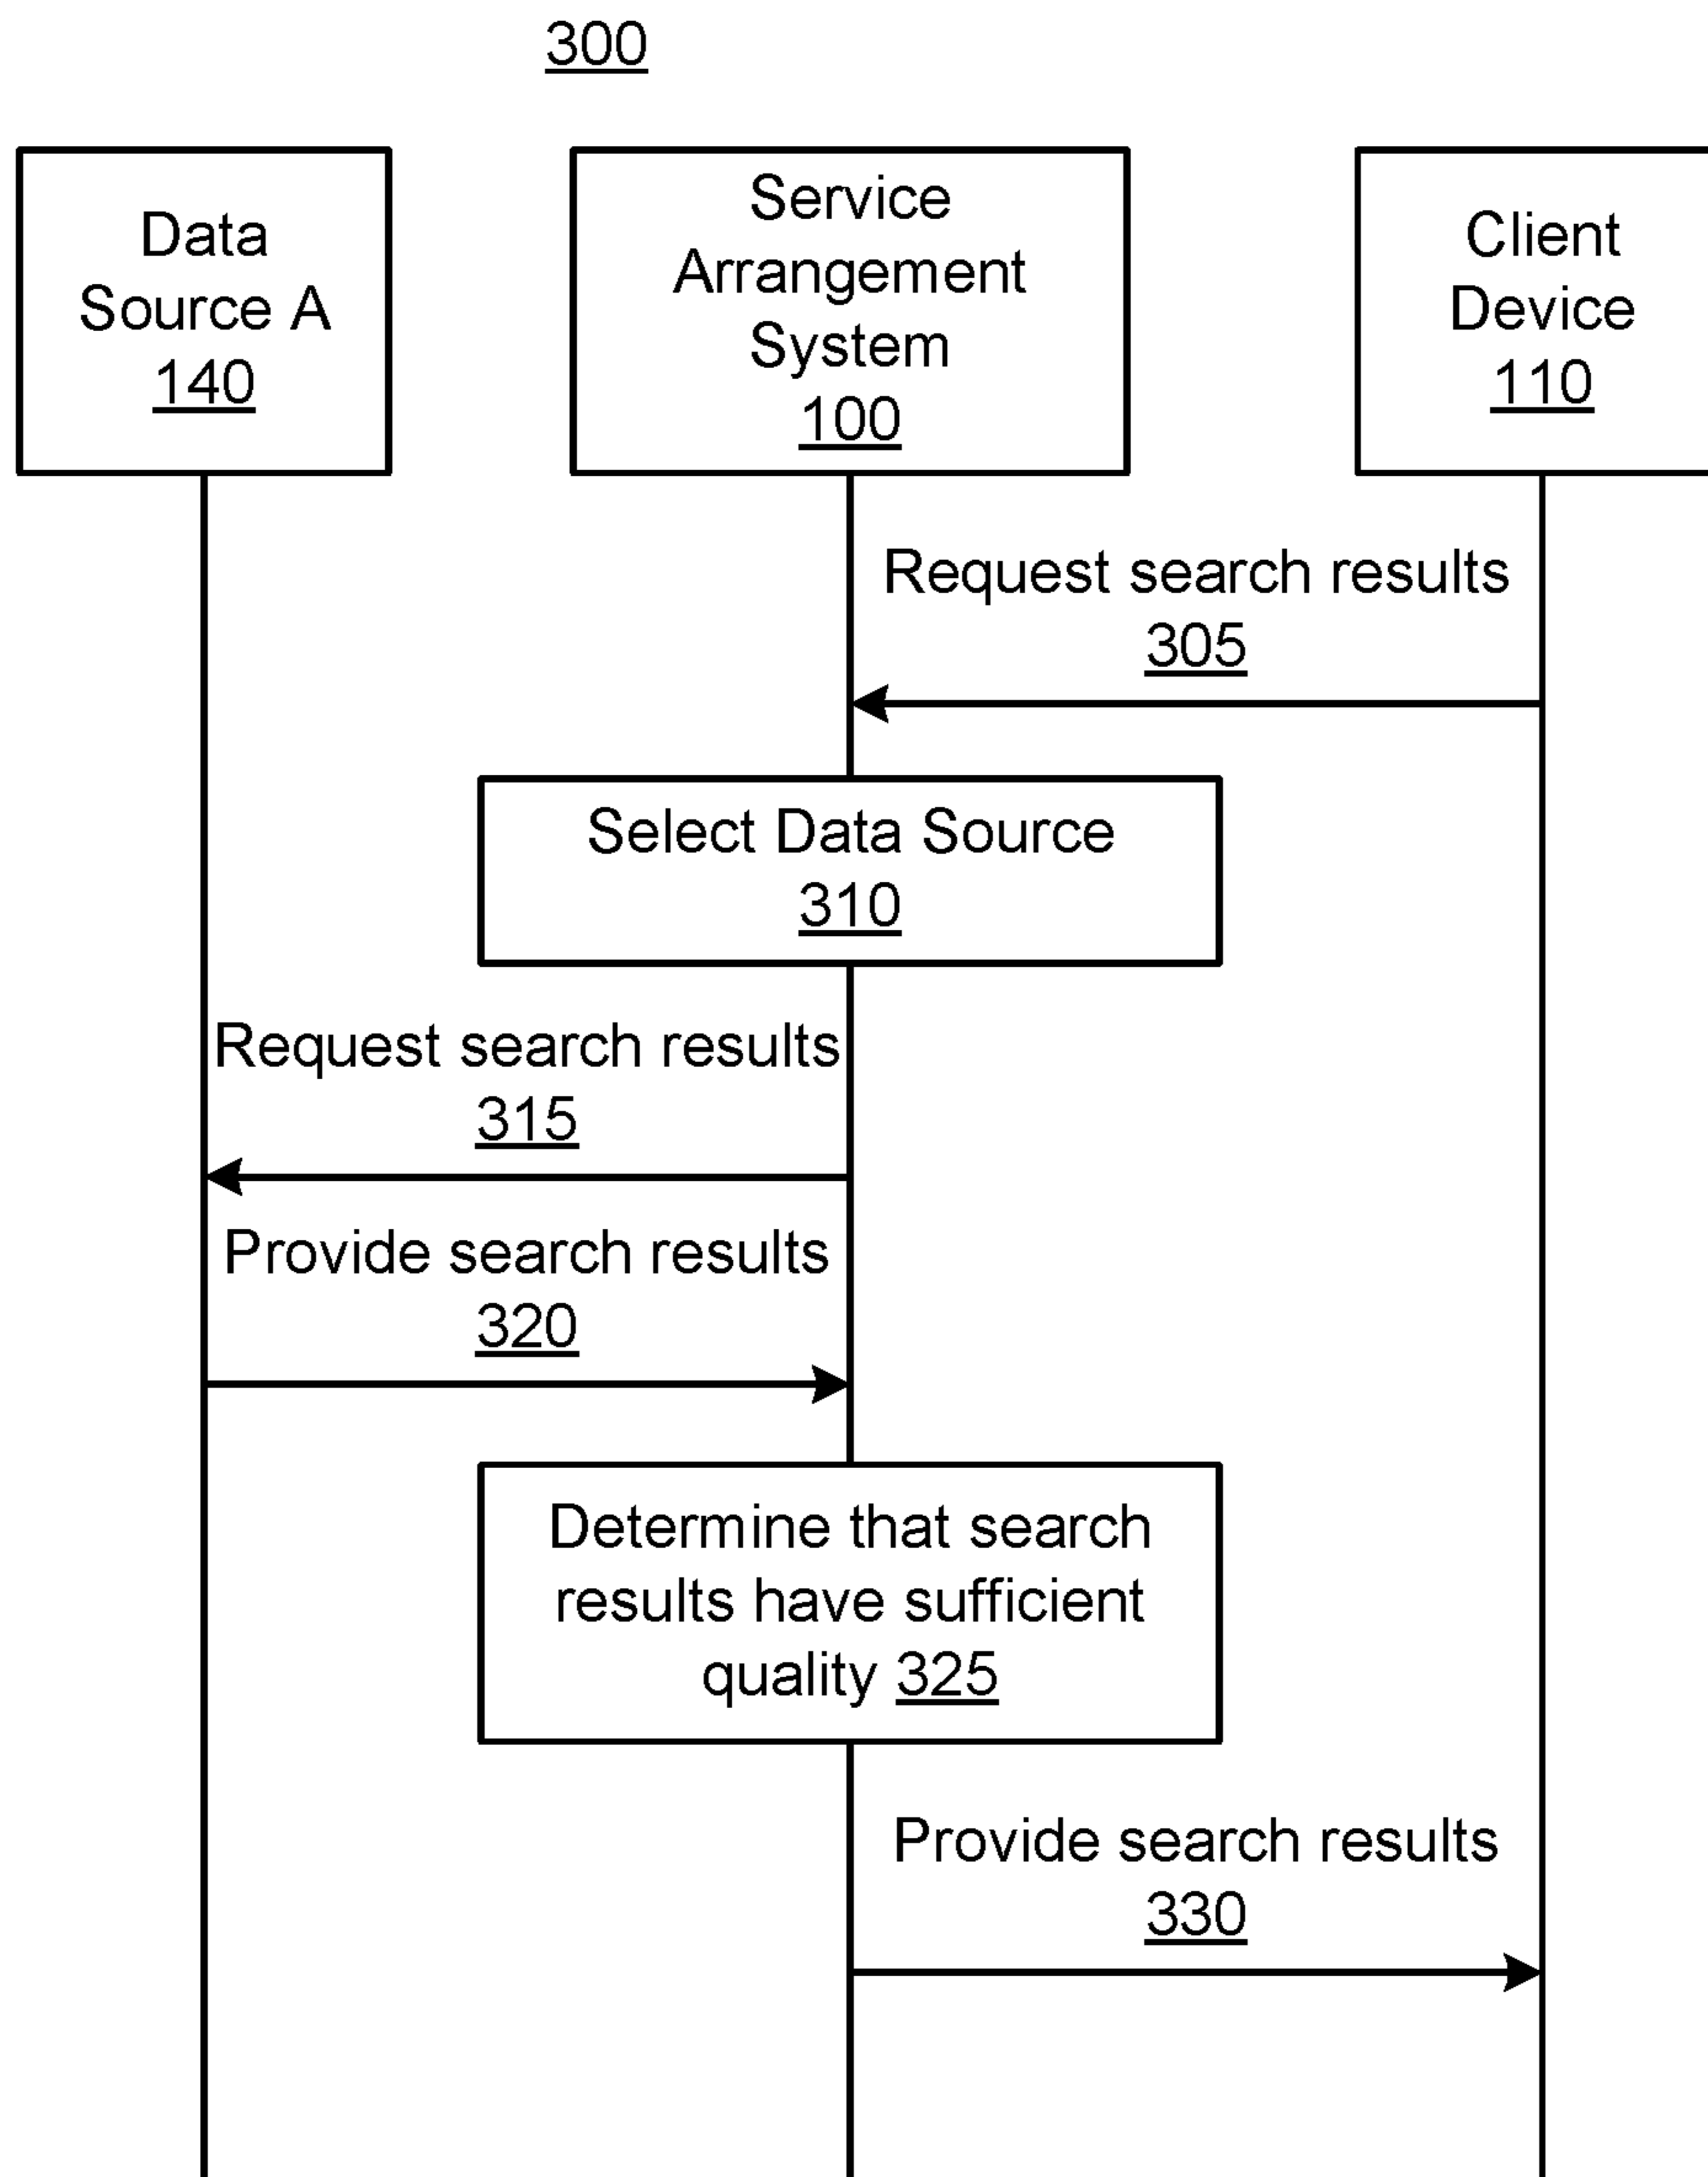 300
Data
Source A
140
Service
Arrangement
System
100
Client
Device
110
Request search results
305
Select Data Source
310
Request search results
315
Provide search results
320
Determine that search
results have sufficient
quality 325
Provide search results
330